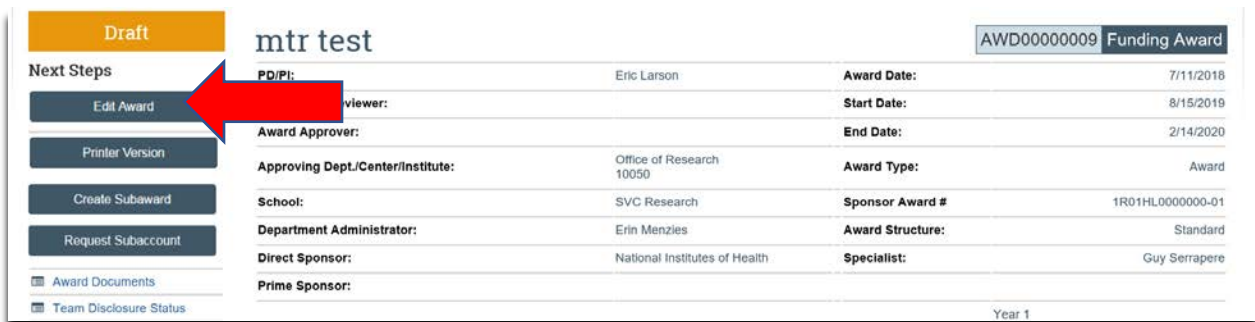 Draft
Next Steps
Edit Award
Printer Version
Create Subaward
Request Subaccount
Award Documents
Team Disclosure Status
mtr test
AWD00000009 Funding Award
PD/PI: Eric Larson Award Date: 7/11/2018
viewer: Start Date: 8/15/2019
Award Approver: End Date: 2/14/2020
Approving Dept./Center/Institute: Office of Research Award Type: Award
10050
School: SVC Research Sponsor Award # 1R01HL0000000-01
Department Administrator: Erin Menzies Award Structure: Standard
Direct Sponsor: National Institutes of Health Specialist: Guy Serrapere
Prime Sponsor:
Year 1